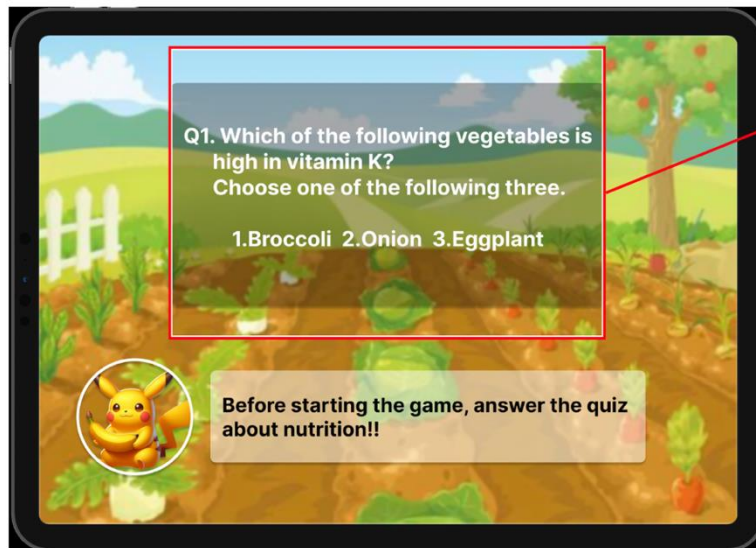 Q1. Which of the following vegetables is
high in vitamin K?
Choose one of the following three.
1.Broccoli 2.Onion 3.Eggplant
Before starting the game, answer the quiz
about nutrition!!